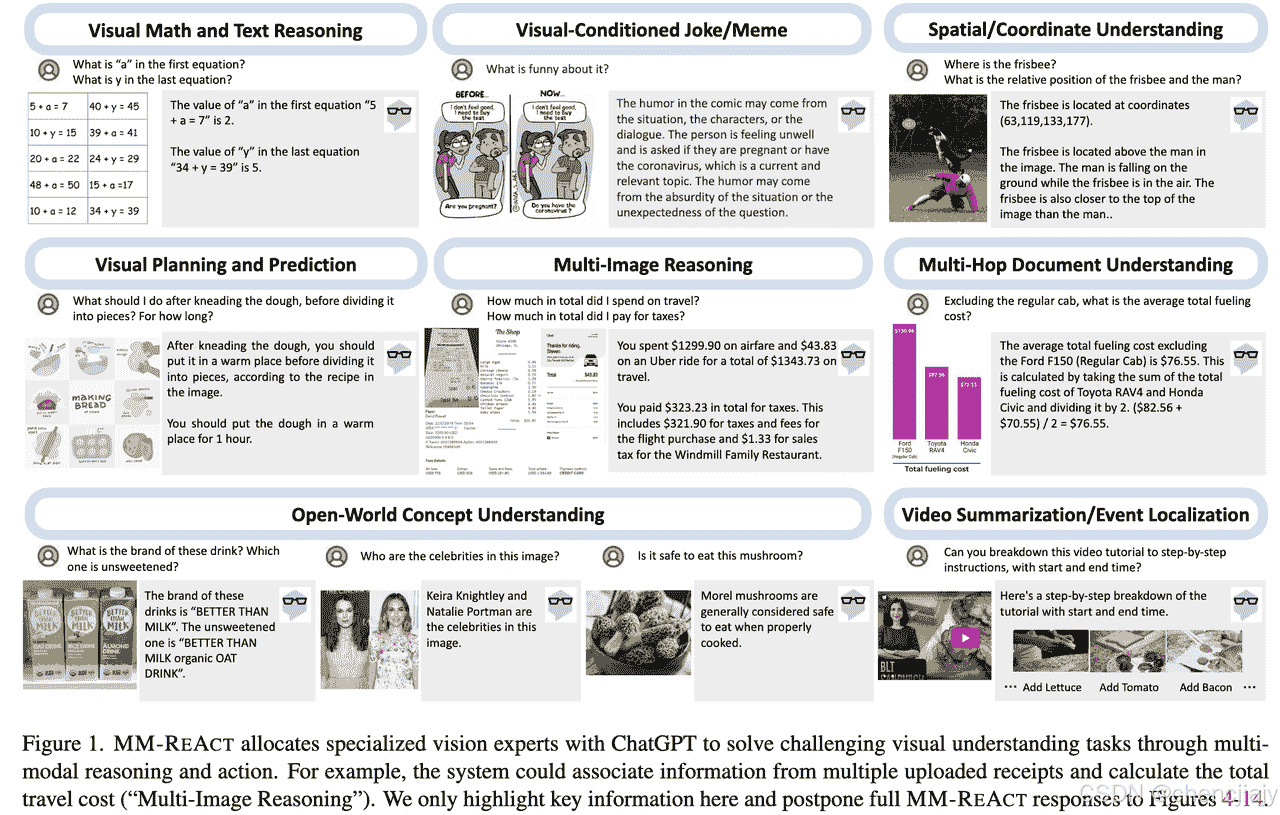 Visual Math and Text Reasoning
What is “a” in the first equation?
What is y in the last equation?
5 + a = 7 40 + y = 45
10 + y = 15 39 + a = 41
20 + a = 22 24 + y = 29
48 + a = 50 15 + a =17
10 + a = 12 34 + y = 39
The value of “a” in the first equation “5
+ a = 7” is 2.
The value of “y” in the last equation
“34 + y = 39” is 5.
Visual-Conditioned Joke/Meme
What is funny about it?
BEFORE...
I don't feel good,
I need to buy
the test
Are you pregnant?
NOW...
I don't feel good,
I need to buy
the test
Do you have the
coronavirus ?
The humor in the comic may come from
the situation, the characters, or the
dialogue. The person is feeling unwell
and is asked if they are pregnant or have
the coronavirus, which is a current and
relevant topic. The humor may come
from the absurdity of the situation or the
unexpectedness of the question.
Spatial/Coordinate Understanding
Where is the frisbee?
What is the relative position of the frisbee and the man?
The frisbee is located at coordinates
(63,119,133,177).
The frisbee is located above the man in
the image. The man is falling on the
ground while the frisbee is in the air. The
frisbee is also closer to the top of the
image than the man..
Visual Planning and Prediction
What should I do after kneading the dough, before dividing it
into pieces? For how long?
MAKING
BREAD
After kneading the dough, you should
put it in a warm place before dividing it
into pieces, according to the recipe in
the image.
You should put the dough in a warm
place for 1 hour.
Multi-Image Reasoning
How much in total did I spend on travel?
How much in total did I pay for taxes?
The Shop
Thanks for riding,
Steven
Total $43.83
You spent $1299.90 on airfare and $43.83
on an Uber ride for a total of $1343.73 on
travel.
You paid $323.23 in total for taxes. This
includes $321.90 for taxes and fees for
the flight purchase and $1.33 for sales
tax for the Windmill Family Restaurant.
Multi-Hop Document Understanding
Excluding the regular cab, what is the average total fueling
cost?
Ford
F150
(Regular Cab)
Toyota
RAV4
Honda
Civic
Total fueling cost
The average total fueling cost excluding
the Ford F150 (Regular Cab) is $76.55. This
is calculated by taking the sum of the total
fueling cost of Toyota RAV4 and Honda
Civic and dividing it by 2. ($82.56 +
$70.55) / 2 = $76.55.
Open-World Concept Understanding
What is the brand of these drink? Which
one is unsweetened?
BETTER THAN MILK
BETTER THAN MILK
BETTER THAN MILK
The brand of these
drinks is “BETTER THAN
MILK”. The unsweetened
one is “BETTER THAN
MILK organic OAT
DRINK”.
Who are the celebrities in this image?
Keira Knightley and
Natalie Portman are
the celebrities in this
image.
Is it safe to eat this mushroom?
Morel mushrooms are
generally considered safe
to eat when properly
cooked.
Video Summarization/Event Localization
Can you breakdown this video tutorial to step-by-step
instructions, with start and end time?
BLT
Here's a step-by-step breakdown of the
tutorial with start and end time.
··· Add Lettuce Add Tomato Add Bacon ···
Figure 1. MM-REACT allocates specialized vision experts with ChatGPT to solve challenging visual understanding tasks through multi-
modal reasoning and action. For example, the system could associate information from multiple uploaded receipts and calculate the total
travel cost (“Multi-Image Reasoning”). We only highlight key information here and postpone full MM-REACT responses to Figures 4-14.